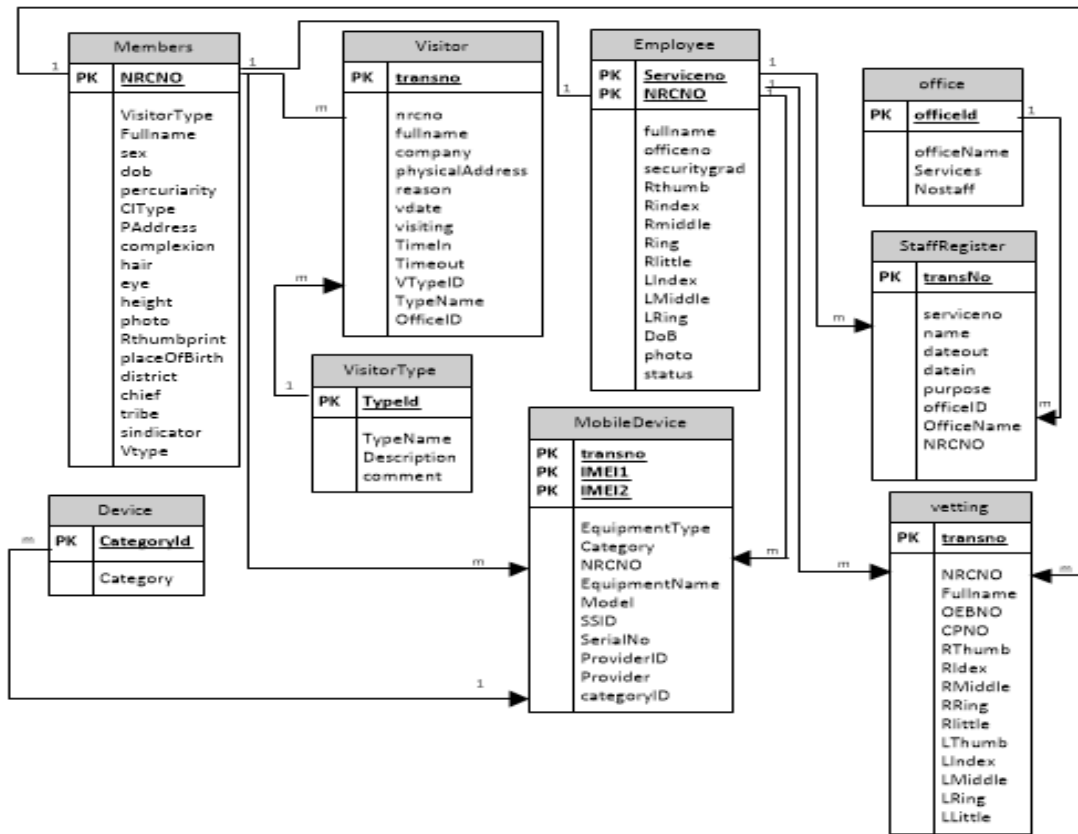 Members
PK NRCNO
VisitorType
Fullname
sex
dob
percuriarity
CIType
PAddress
complexion
hair
eye
height
photo
Rthumbprint
placeOfBirth
district
chief
tribe
sindicator
Vtype
1
1
m
Visitor
PK transno
nrcno
fullname
company
physicalAddress
reason
vdate
visiting
TimeIn
Timeout
VTypeID
TypeName
OfficeID
m
1
VisitorType
PK TypeId
TypeName
Description
comment
1
Employee
PK Serviceno
PK NRCNO
fullname
officeno
securitygrad
Rthumb
Rindex
Rmiddle
Ring
Rlittle
LIndex
LMiddle
LRing
DoB
photo
status
1
1
1
office
PK officeId
officeName
Services
Nostaff
1
m
StaffRegister
PK transNo
serviceno
name
dateout
datein
purpose
officeID
OfficeName
NRCNO
m
MobileDevice
PK transno
PK IMEI1
PK IMEI2
EquipmentType
Category
NRCNO
EquipmentName
Model
SSID
SerialNo
ProviderID
Provider
categoryID
m
m
1
Device
PK CategoryId
Category
m
vetting
PK transno
NRCNO
Fullname
OEBNO
CPNO
RThumb
RIdex
RMiddle
RRing
Rlittle
LThumb
LIndex
LMiddle
LRing
LLittle
m
m